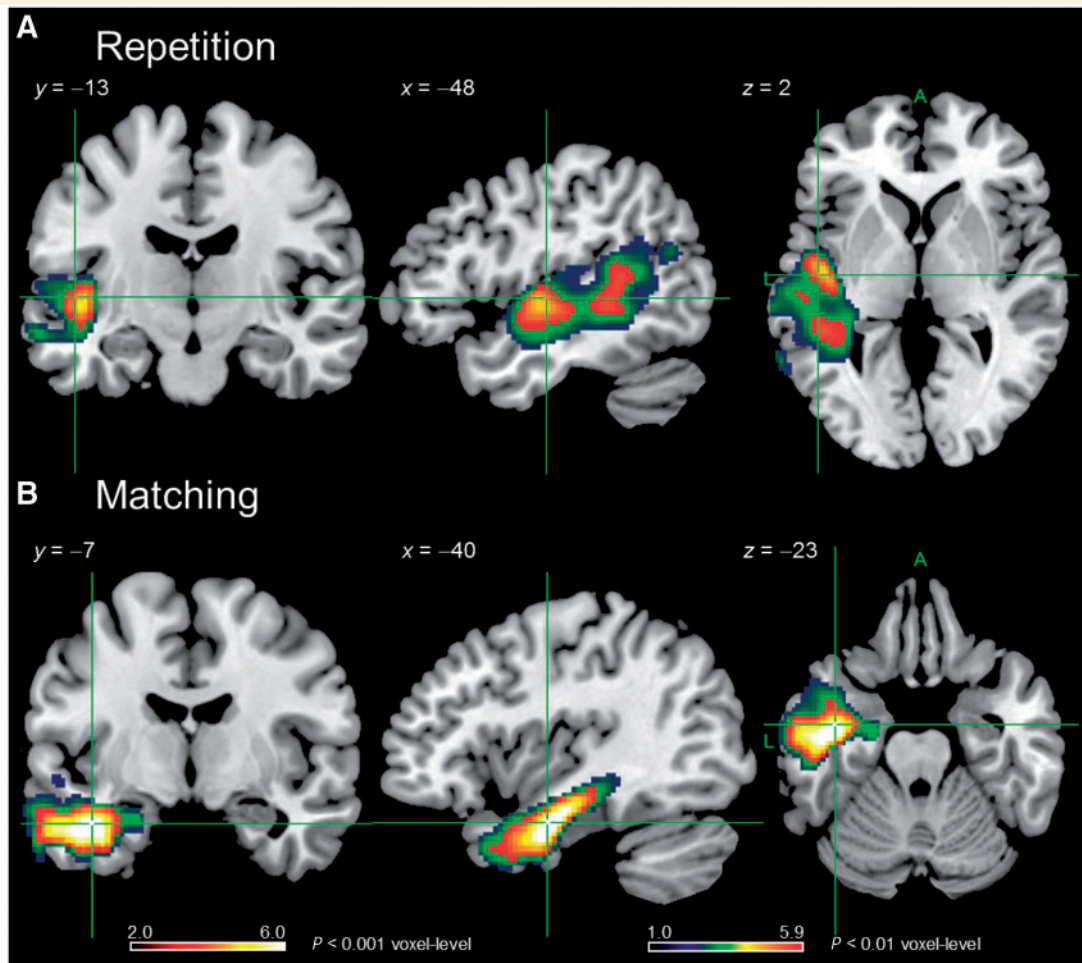 A
Repetition
y = −13
x = −48
z = 2
A
L
B
Matching
y = −7
x = −40
z = −23
A
L
2.0 6.0 P < 0.001 voxel-level
1.0 5.9 P < 0.01 voxel-level